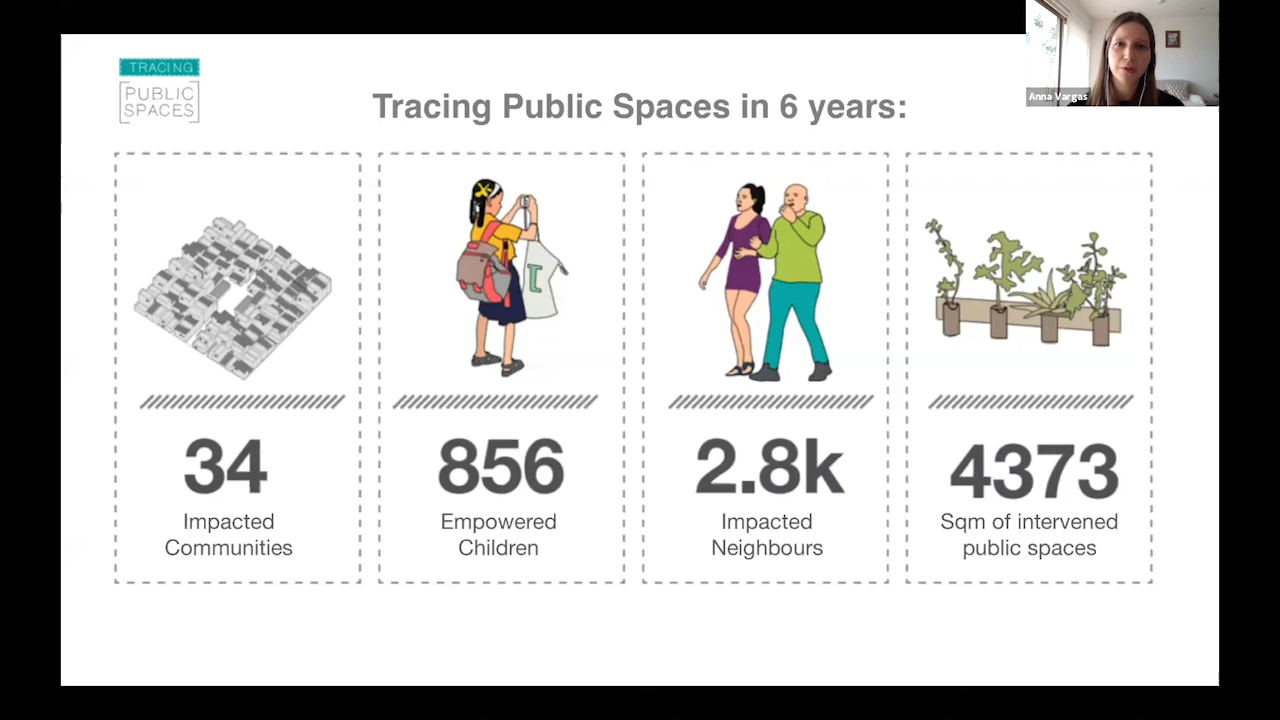 TRACING
PUBLIC
SPACES
Tracing Public Spaces in 6 years:
Anna Vargas
34
Impacted
Communities
856
Empowered
Children
2.8k
Impacted
Neighbours
4373
Sqm of intervened
public spaces